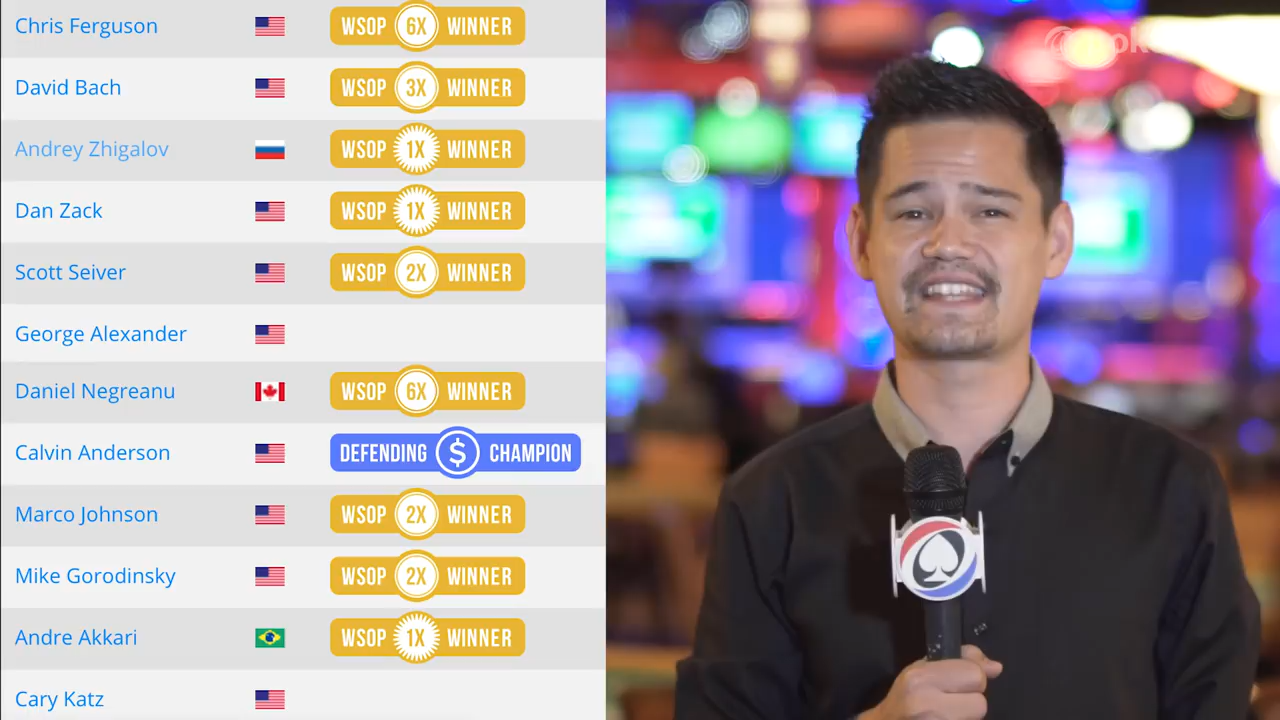 Chris Ferguson WSOP 6X WINNER
David Bach WSOP 3X WINNER
Andrey Zhigalov WSOP 1X WINNER
Dan Zack WSOP 1X WINNER
Scott Seiver WSOP 2X WINNER
George Alexander
Daniel Negreanu WSOP 6X WINNER
Calvin Anderson DEFENDING $ CHAMPION
Marco Johnson WSOP 2X WINNER
Mike Gorodinsky WSOP 2X WINNER
Andre Akkari WSOP 1X WINNER
Cary Katz